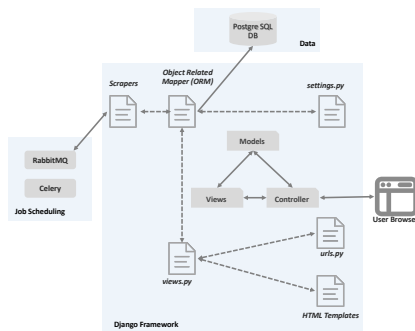 Postgre SQL
DB
Data
Scrapers
Object Related
Mapper (ORM)
settings.py
RabbitMQ
Celery
Job Scheduling
Models
Views
Controller
User Browse
urls.py
views.py
HTML Templates
Django Framework